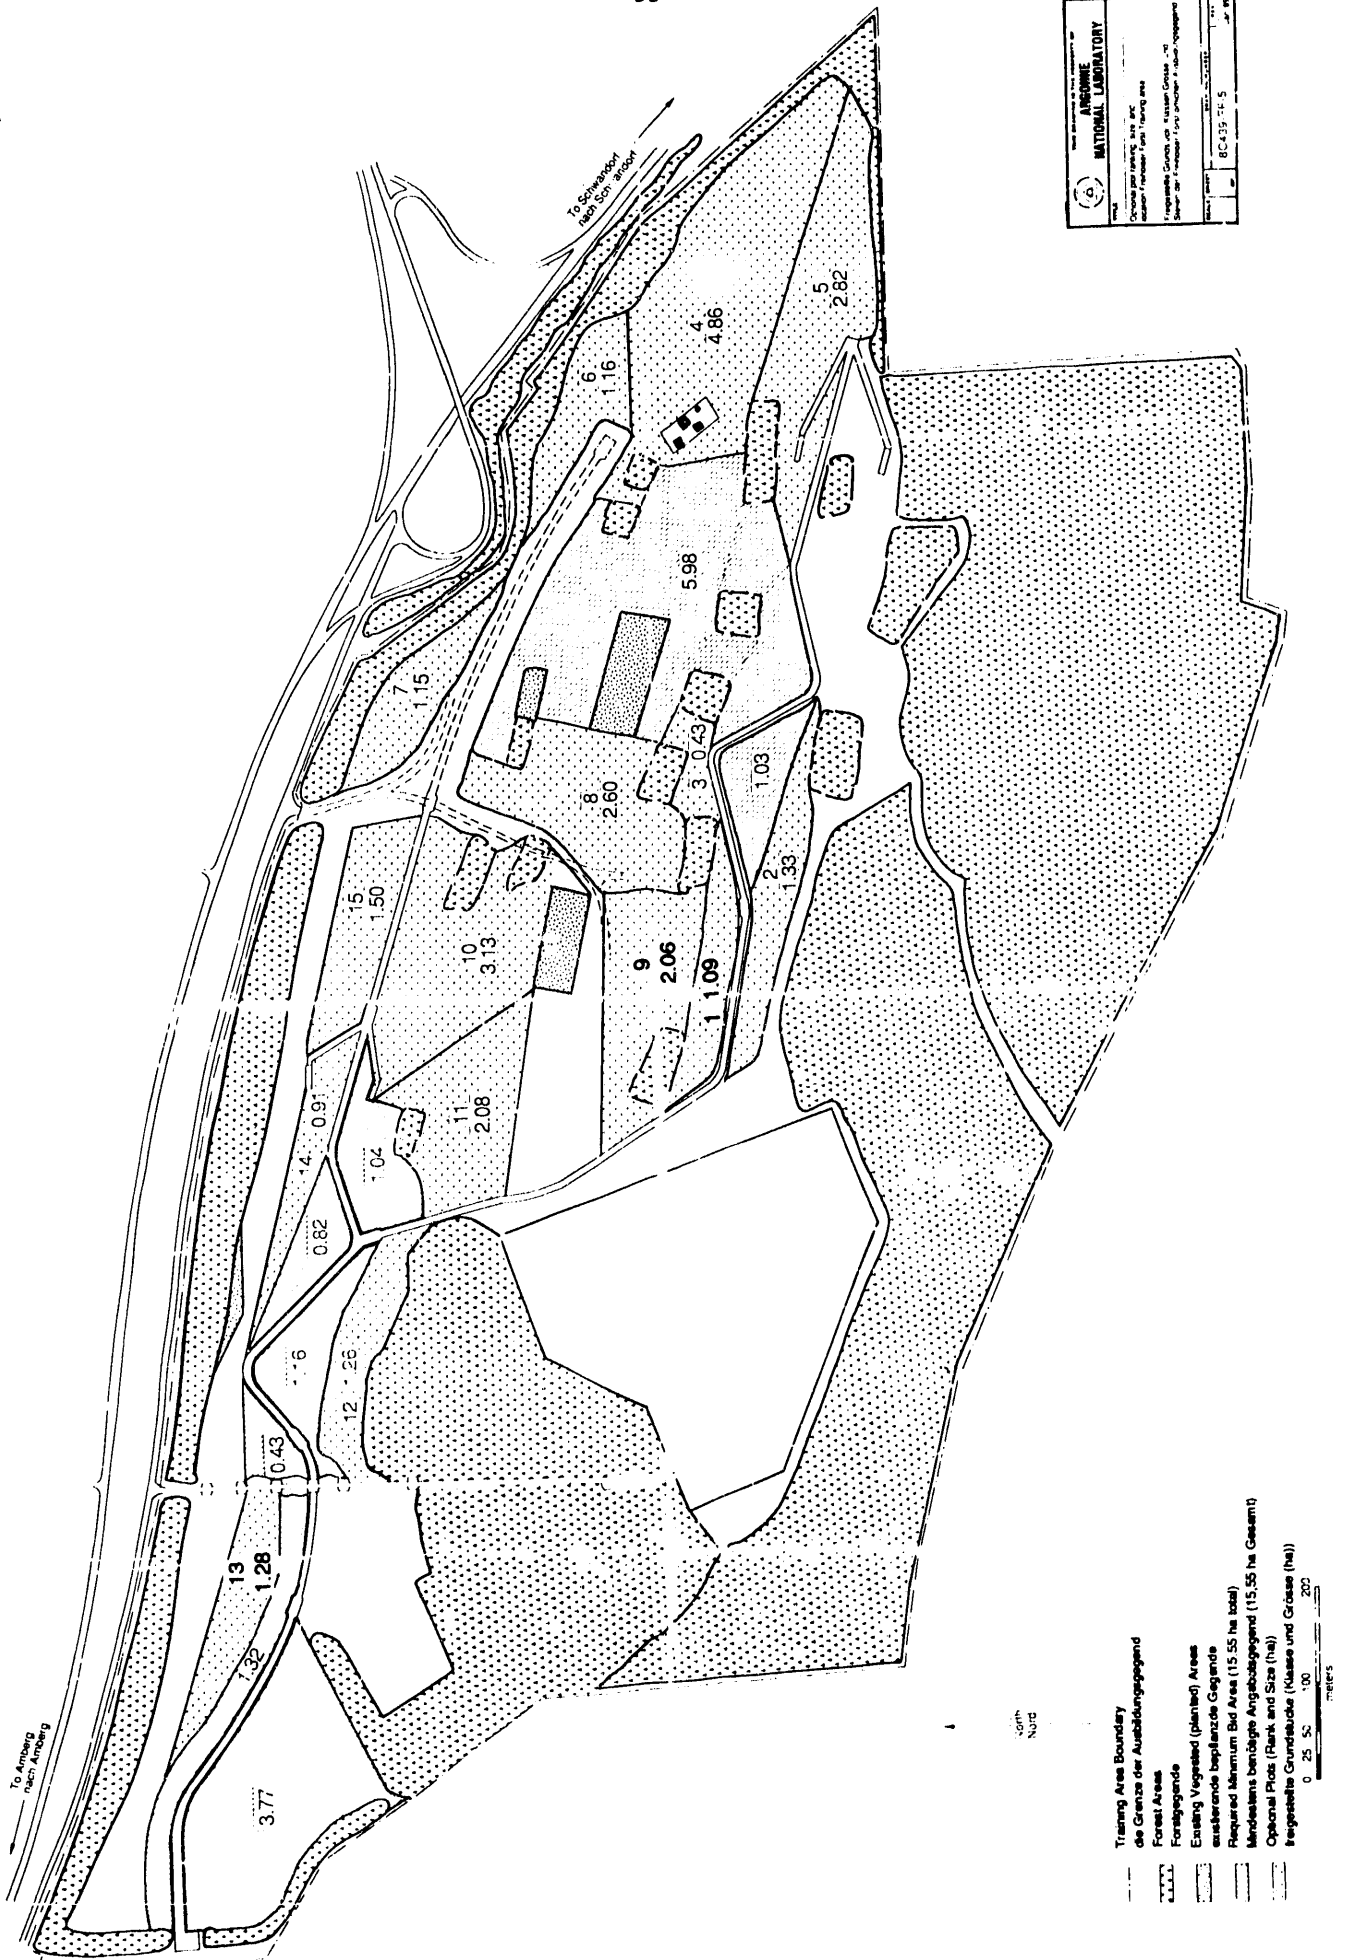 ARGONNE
NATIONAL LABORATORY
To Schwandorf
To Amberg
nach Amberg
4
4.86
5
2.82
6
1.16
5.98
7
1.15
8
2.60
3 0.43
1.03
2
1.33
15
1.50
10
3.13
9
2.06
1 1.09
11
2.08
14 0.91
1.04
0.82
12
0.43
13
1.28
1.32
3.77
North
Nord
Training Area Boundary
die Grenze der Ausbildungsgegend
Forest Areas
Forstgegende
Existing Vegetated (planted) Areas
existierende bepflanzde Gegende
Required Minimum Bid Area (15.55 ha total)
Mindestens benötigte Angabotsgegend (15,55 ha Gesamt)
Optional Plots (Rank and Size (ha))
freigestellte Grundstücke (Klasse und Grösse (ha))
0 25 50 100 200
meters